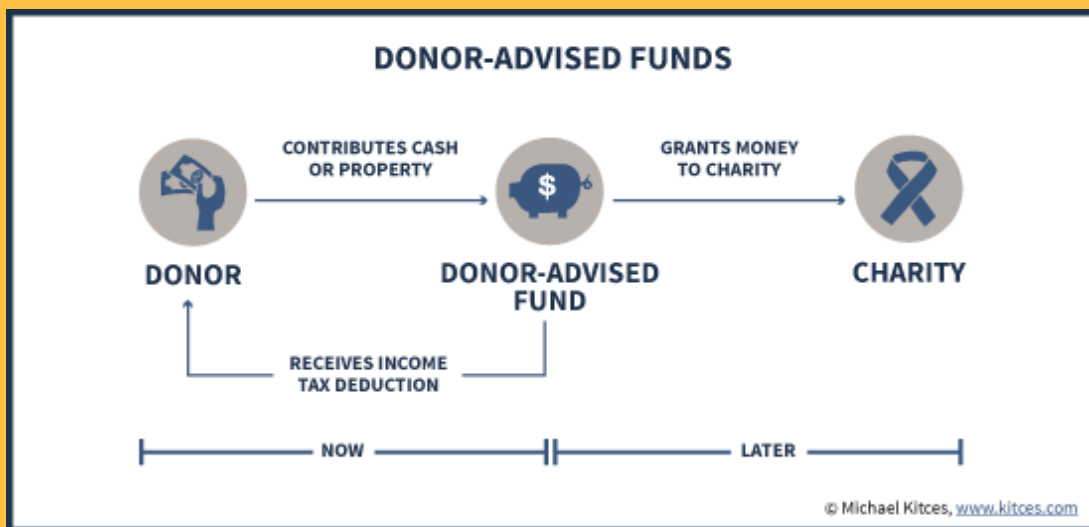 DONOR-ADVISED FUNDS
CONTRIBUTES CASH
OR PROPERTY
GRANTS MONEY
TO CHARITY
$
DONOR
DONOR-ADVISED
FUND
CHARITY
RECEIVES INCOME
TAX DEDUCTION
NOW
LATER
© Michael Kitces, www.kitces.com